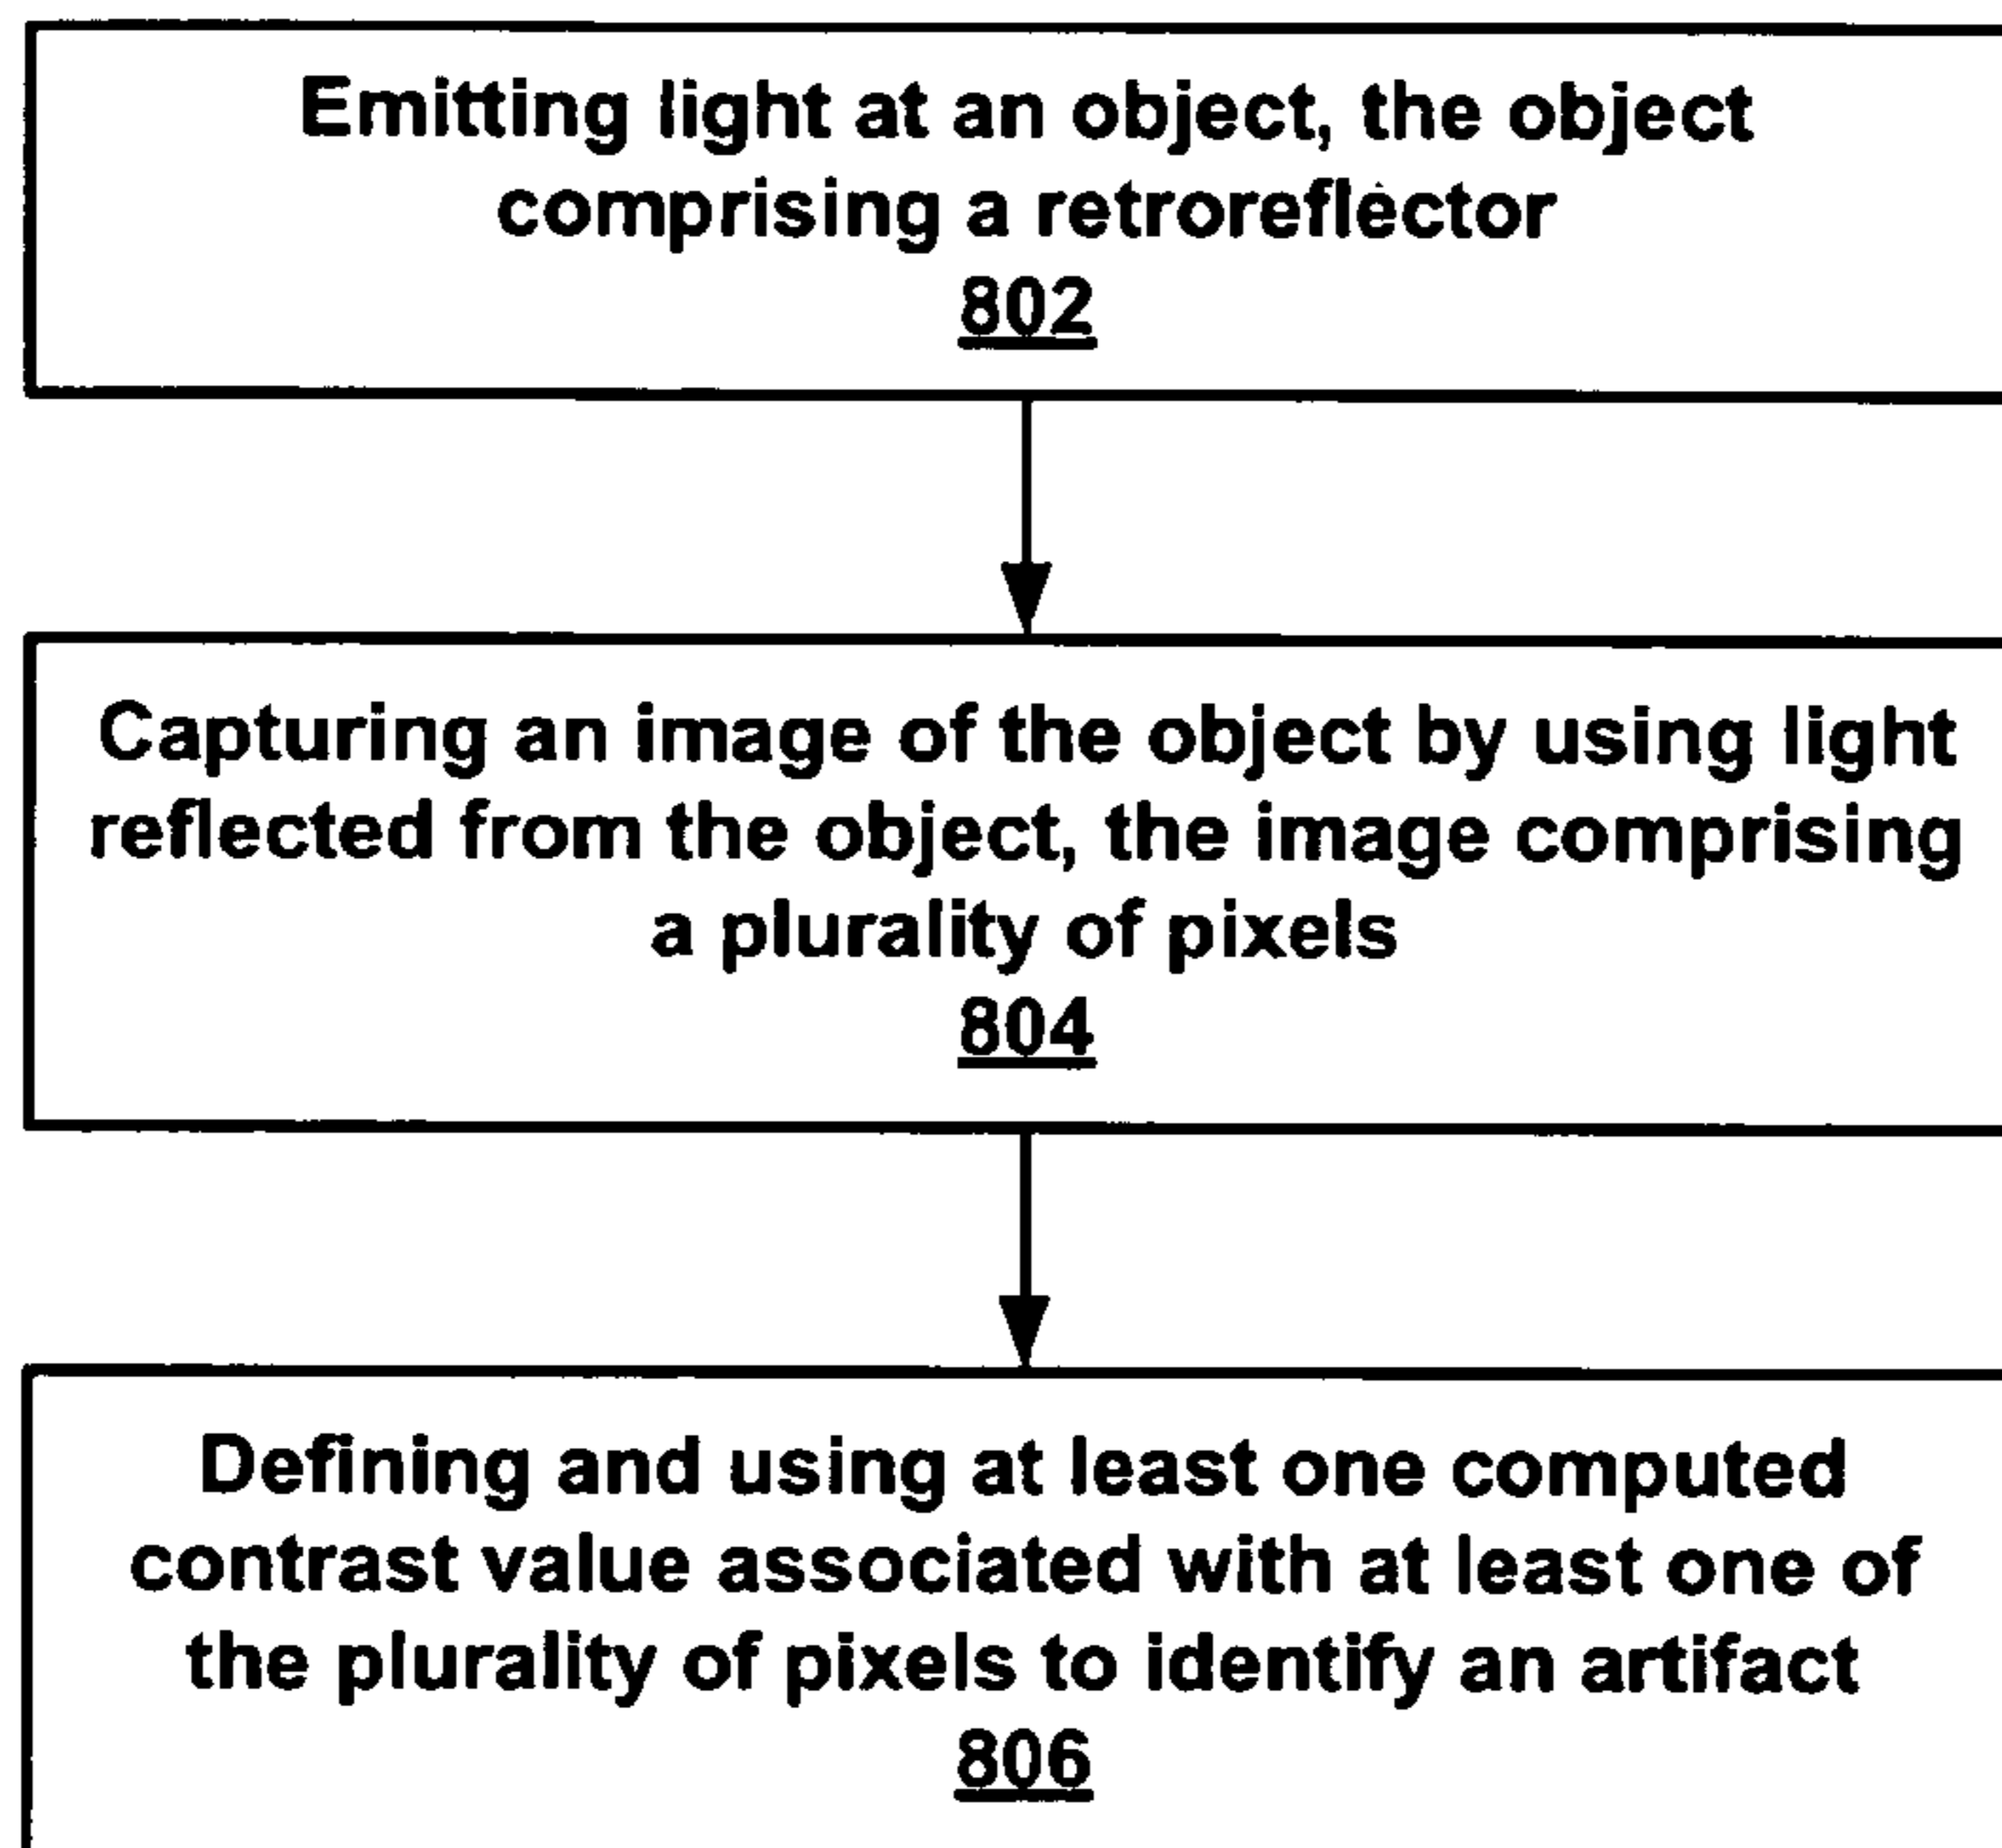 Emitting light at an object, the object
comprising a retroreflector
802
Capturing an image of the object by using light
reflected from the object, the image comprising
a plurality of pixels
804
Defining and using at least one computed
contrast value associated with at least one of
the plurality of pixels to identify an artifact
806